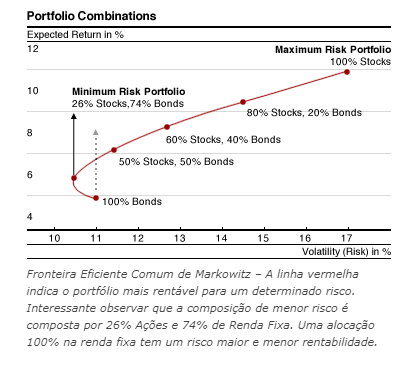 Portfolio Combinations
Expected Return in %
12
Maximum Risk Portfolio
100% Stocks
10
Minimum Risk Portfolio
26% Stocks,74% Bonds
80% Stocks, 20% Bonds
8
60% Stocks, 40% Bonds
50% Stocks, 50% Bonds
6
100% Bonds
4
10 11 12 13 14 15 16 17
Volatility (Risk) in %
Fronteira Eficiente Comum de Markowitz – A linha vermelha
indica o portfólio mais rentável para um determinado risco.
Interessante observar que a composição de menor risco é
composta por 26% Ações e 74% de Renda Fixa. Uma alocação
100% na renda fixa tem um risco maior e menor rentabilidade.